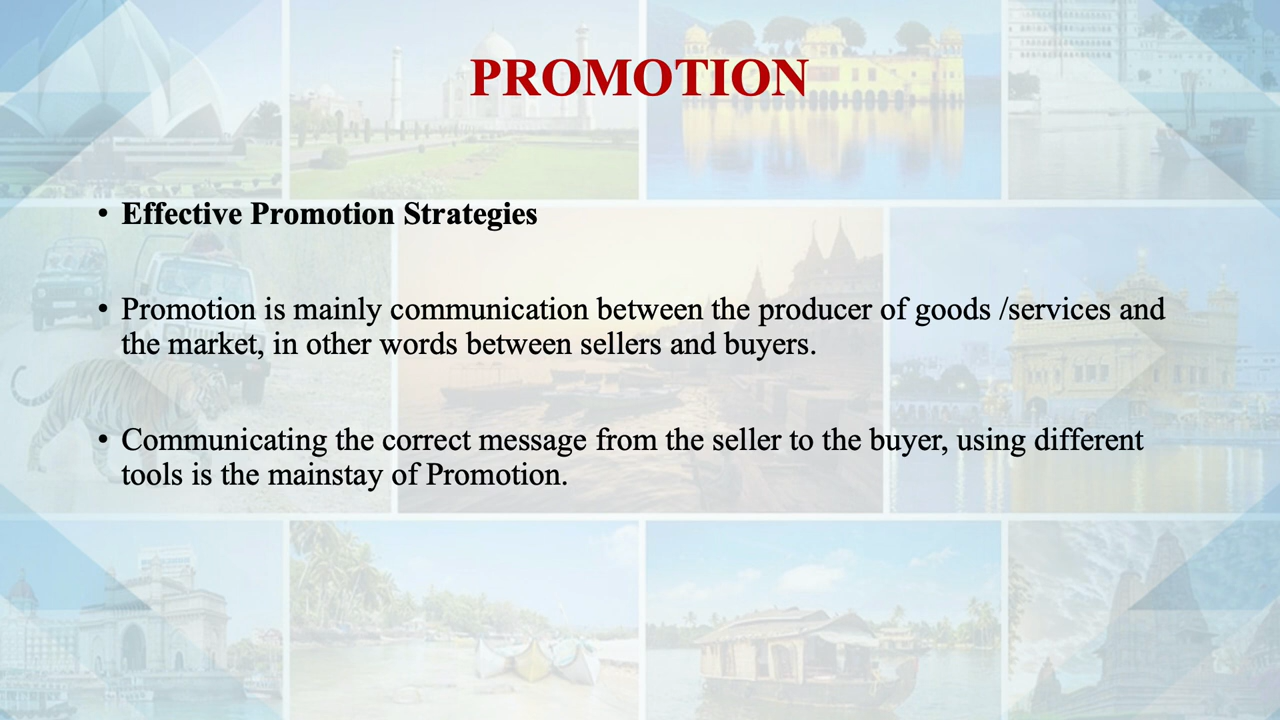 PROMOTION
• Effective Promotion Strategies
• Promotion is mainly communication between the producer of goods /services and
the market, in other words between sellers and buyers.
• Communicating the correct message from the seller to the buyer, using different
tools is the mainstay of Promotion.